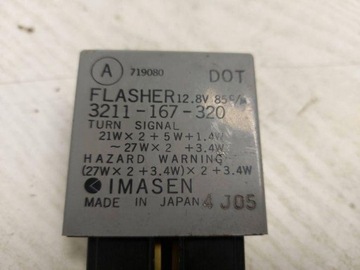 A 719080 DOT
FLASHER 12.8V 85c/m
3211-167-320
TURN SIGNAL
21W×2+5W+1.4W
~27W×2+3.4W
HAZARD WARNING
(27W×2+3.4W)×2+3.4W
IMASEN
MADE IN JAPAN 4 J05